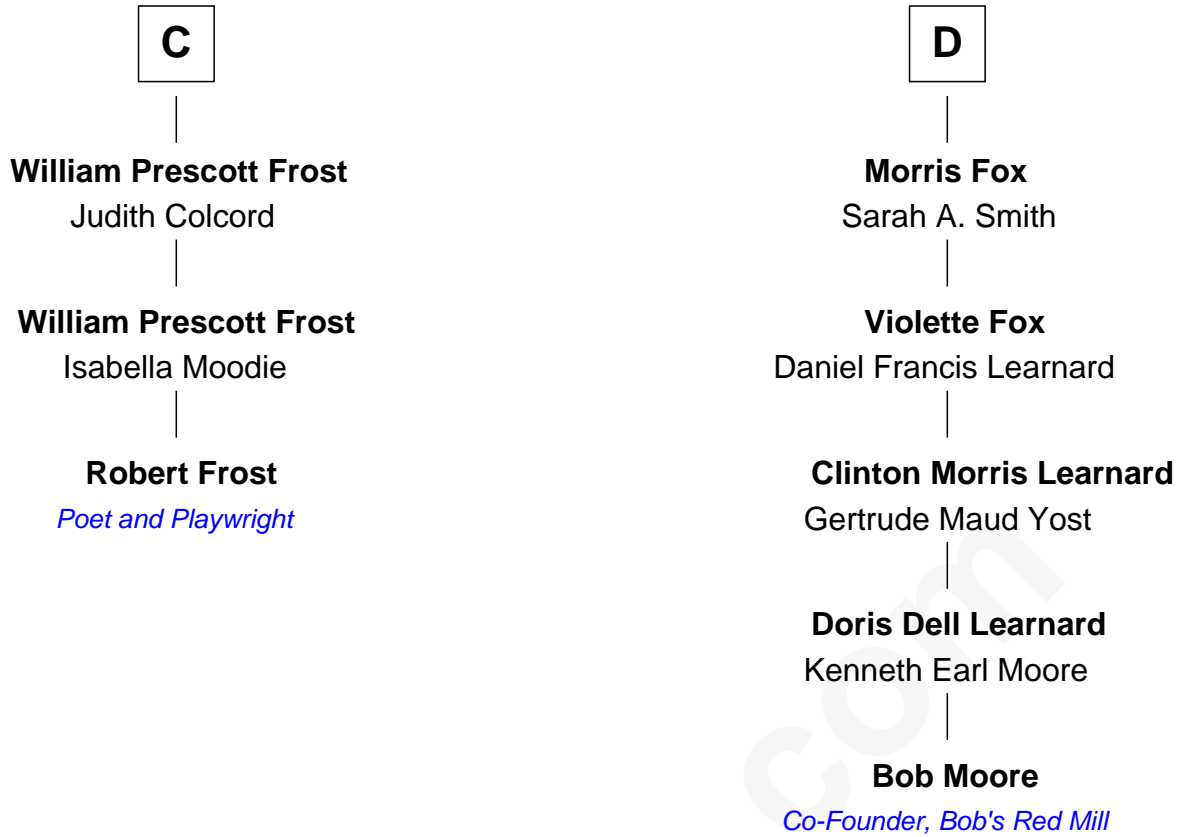 C
William Prescott Frost
Judith Colcord
William Prescott Frost
Isabella Moodie
Robert Frost
Poet and Playwright
D
Morris Fox
Sarah A. Smith
Violette Fox
Daniel Francis Learnard
Clinton Morris Learnard
Gertrude Maud Yost
Doris Dell Learnard
Kenneth Earl Moore
Bob Moore
Co-Founder, Bob's Red Mill
com